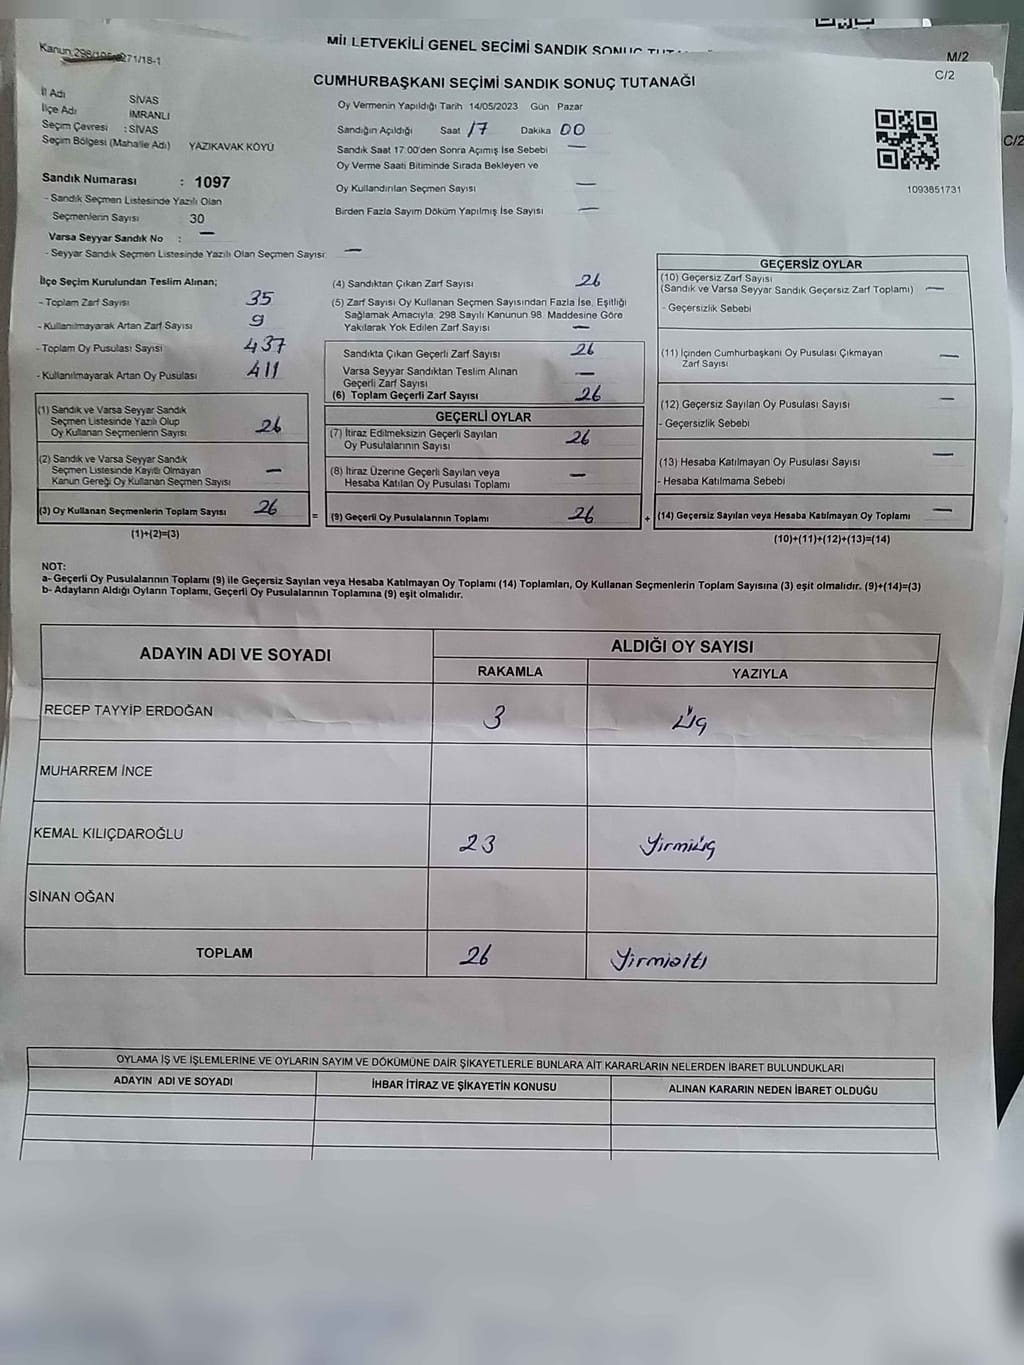 MİLLETVEKİLİ GENEL SEÇİMİ SANDIK SONUÇ
Kanun 298/105, 271/18-1
M/2
C/2
C/2
CUMHURBAŞKANI SEÇİMİ SANDIK SONUÇ TUTANAĞI
İl Adı SİVAS
İlçe Adı İMRANLI
Seçim Çevresi : SİVAS
Seçim Bölgesi (Mahalle Adı) YAZIKAVAK KÖYÜ
Sandık Numarası : 1097
- Sandık Seçmen Listesinde Yazılı Olan
Seçmenlerin Sayısı 30
Varsa Seyyar Sandık No : —
- Seyyar Sandık Seçmen Listesinde Yazılı Olan Seçmen Sayısı: —
Oy Vermenin Yapıldığı Tarih 14/05/2023 Gün Pazar
Sandığın Açıldığı Saat 17 Dakika 00
Sandık Saat 17:00'den Sonra Açımış İse Sebebi —
Oy Verme Saati Bitiminde Sırada Bekleyen ve
Oy Kullandırılan Seçmen Sayısı —
Birden Fazla Sayım Döküm Yapılmış İse Sayısı —
1093851731
İlçe Seçim Kurulundan Teslim Alınan;
- Toplam Zarf Sayısı 35
- Kullanılmayarak Artan Zarf Sayısı 9
- Toplam Oy Pusulası Sayısı 437
- Kullanılmayarak Artan Oy Pusulası 411
(1) Sandık ve Varsa Seyyar Sandık
Seçmen Listesinde Yazılı Olup
Oy Kullanan Seçmenlerin Sayısı 26
(2) Sandık ve Varsa Seyyar Sandık
Seçmen Listesinde Kayıtlı Olmayan
Kanun Gereği Oy Kullanan Seçmen Sayısı —
(3) Oy Kullanan Seçmenlerin Toplam Sayısı 26
(1)+(2)=(3)
(4) Sandıktan Çıkan Zarf Sayısı 26
(5) Zarf Sayısı Oy Kullanan Seçmen Sayısından Fazla İse, Eşitliği
Sağlamak Amacıyla, 298 Sayılı Kanunun 98. Maddesine Göre
Yakılarak Yok Edilen Zarf Sayısı —
Sandıkta Çıkan Geçerli Zarf Sayısı 26
Varsa Seyyar Sandıktan Teslim Alınan
Geçerli Zarf Sayısı —
(6) Toplam Geçerli Zarf Sayısı 26
GEÇERLİ OYLAR
(7) İtiraz Edilmeksizin Geçerli Sayılan
Oy Pusulalarının Sayısı 26
(8) İtiraz Üzerine Geçerli Sayılan veya
Hesaba Katılan Oy Pusulası Toplamı —
= (9) Geçerli Oy Pusulalarının Toplamı 26
GEÇERSİZ OYLAR
(10) Geçersiz Zarf Sayısı
(Sandık ve Varsa Seyyar Sandık Geçersiz Zarf Toplamı) —
- Geçersizlik Sebebi
(11) İçinden Cumhurbaşkanı Oy Pusulası Çıkmayan
Zarf Sayısı —
(12) Geçersiz Sayılan Oy Pusulası Sayısı —
- Geçersizlik Sebebi
(13) Hesaba Katılmayan Oy Pusulası Sayısı —
- Hesaba Katılmama Sebebi
+ (14) Geçersiz Sayılan veya Hesaba Katılmayan Oy Toplamı —
(10)+(11)+(12)+(13)=(14)
NOT:
a- Geçerli Oy Pusulalarının Toplamı (9) ile Geçersiz Sayılan veya Hesaba Katılmayan Oy Toplamı (14) Toplamları, Oy Kullanan Seçmenlerin Toplam Sayısına (3) eşit olmalıdır. (9)+(14)=(3)
b- Adayların Aldığı Oyların Toplamı, Geçerli Oy Pusulalarının Toplamına (9) eşit olmalıdır.
ADAYIN ADI VE SOYADI ALDIĞI OY SAYISI
RAKAMLA YAZIYLA
RECEP TAYYİP ERDOĞAN 3 Üç
MUHARREM İNCE
KEMAL KILIÇDAROĞLU 23 Yirmiüç
SİNAN OĞAN
TOPLAM 26 Yirmialtı
OYLAMA İŞ VE İŞLEMLERİNE VE OYLARIN SAYIM VE DÖKÜMÜNE DAİR ŞİKAYETLERLE BUNLARA AİT KARARLARIN NELERDEN İBARET BULUNDUKLARI
ADAYIN ADI VE SOYADI İHBAR İTİRAZ VE ŞİKAYETİN KONUSU ALINAN KARARIN NEDEN İBARET OLDUĞU